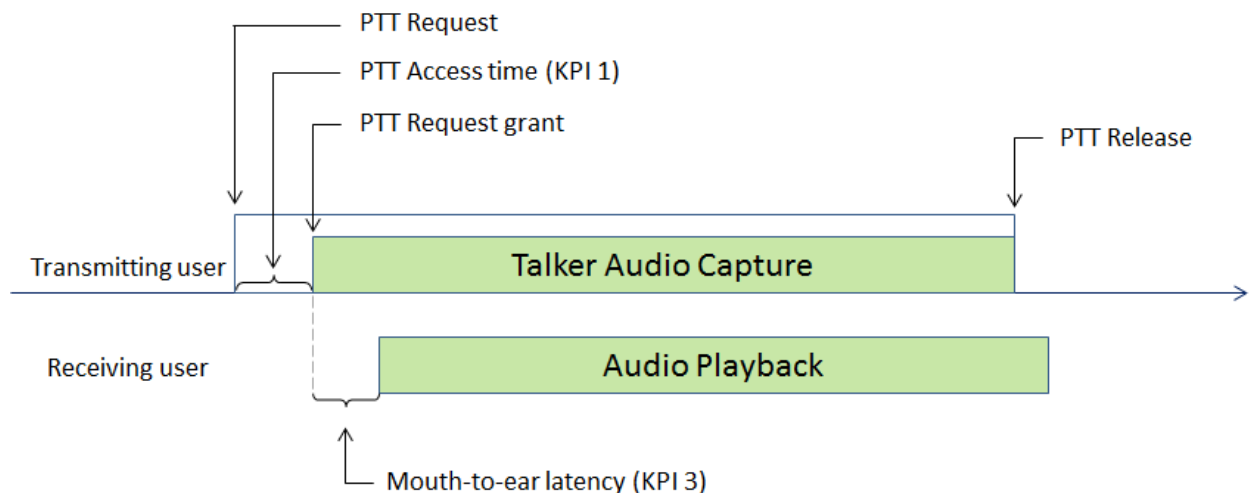 PTT Request
PTT Access time (KPI 1)
PTT Request grant
PTT Release
Transmitting user
Talker Audio Capture
Receiving user
Audio Playback
Mouth-to-ear latency (KPI 3)